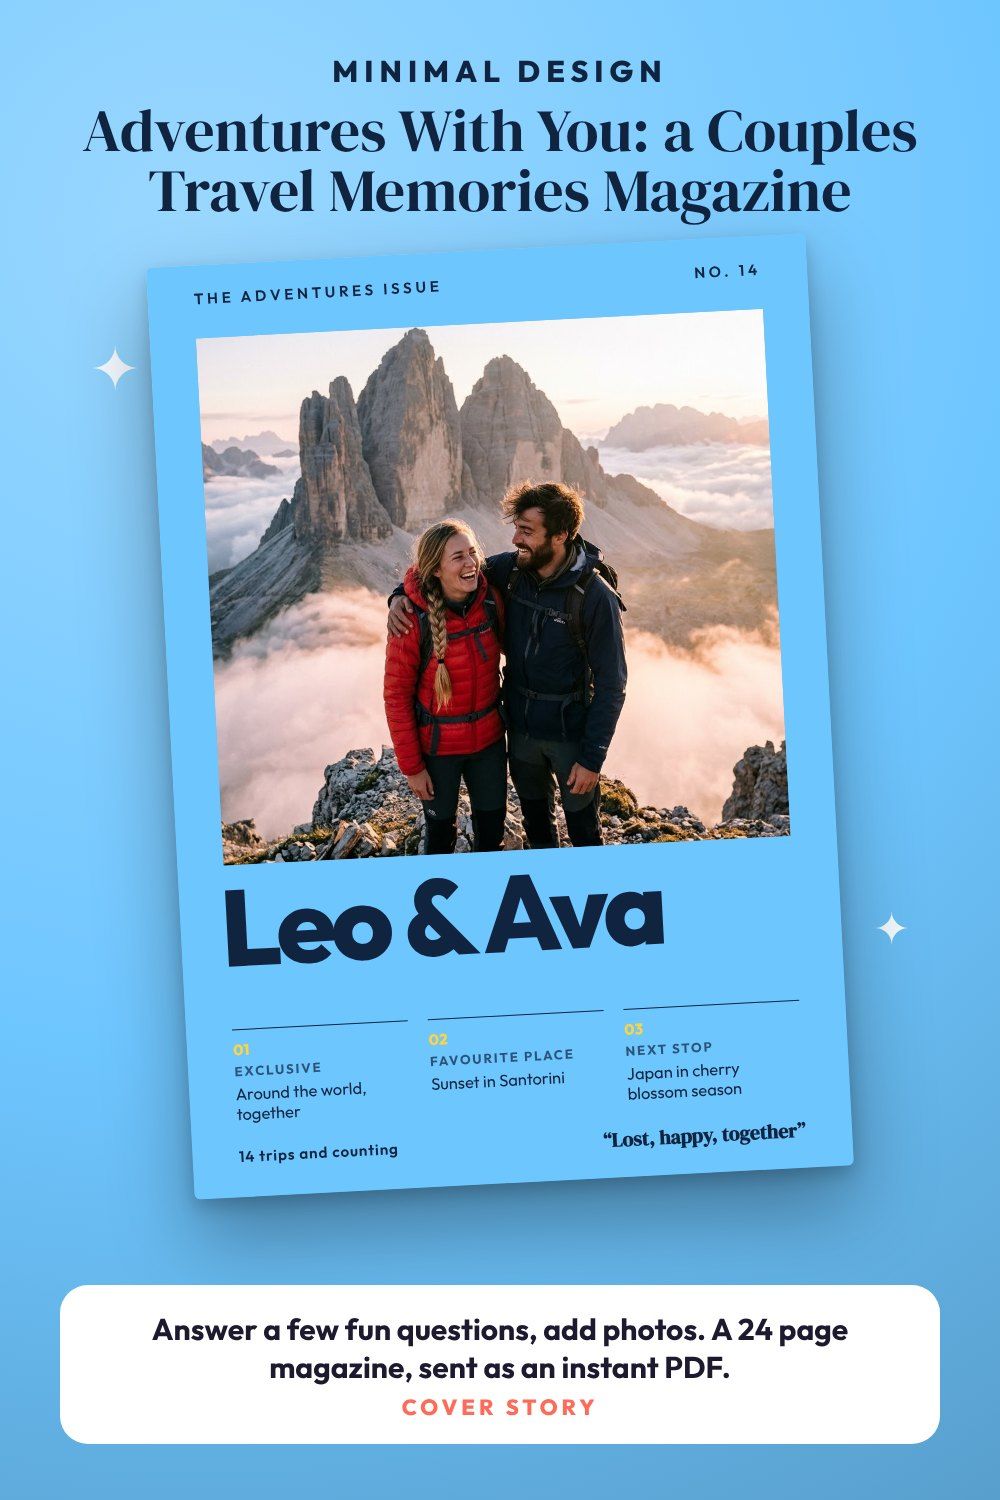 MINIMAL DESIGN
Adventures With You: a Couples
Travel Memories Magazine
THE ADVENTURES ISSUE
NO. 14
Leo & Ava
01
EXCLUSIVE
Around the world,
together
02
FAVOURITE PLACE
Sunset in Santorini
03
NEXT STOP
Japan in cherry
blossom season
14 trips and counting
“Lost, happy, together”
Answer a few fun questions, add photos. A 24 page
magazine, sent as an instant PDF.
COVER STORY